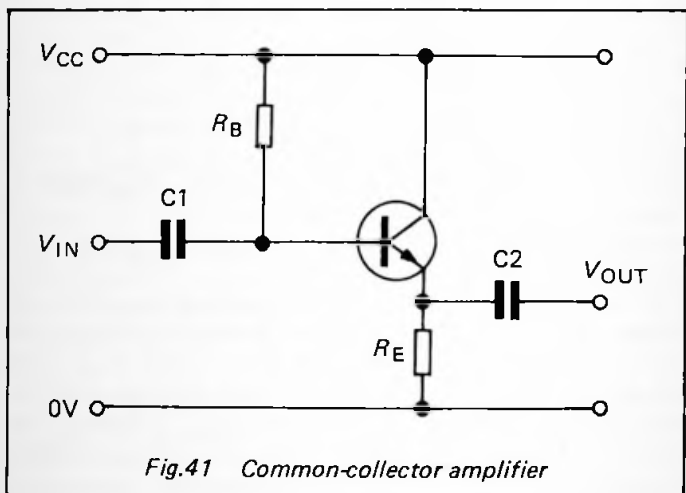 VCC
RB
C1
VIN
C2
VOUT
RE
0V
Fig.41 Common-collector amplifier